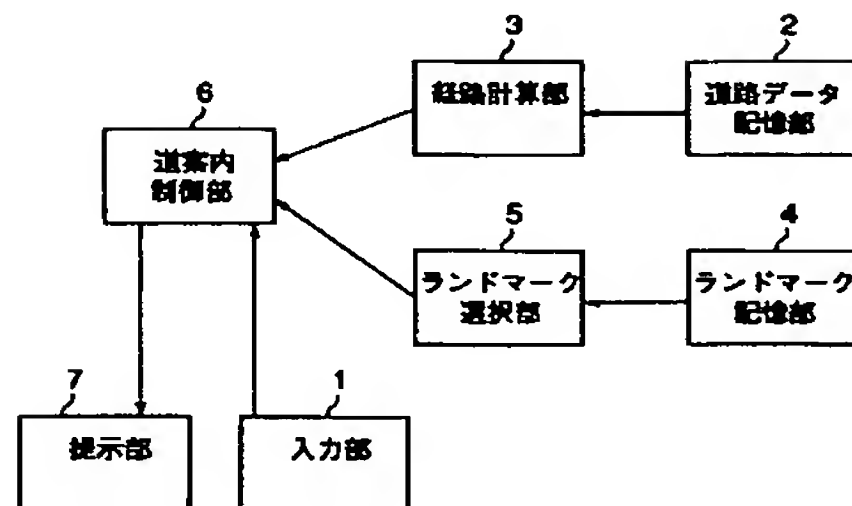 3
経路計算部
2
道路データ
記憶部
6
道案内
制御部
5
ランドマーク
選択部
4
ランドマーク
記憶部
7
提示部
1
入力部